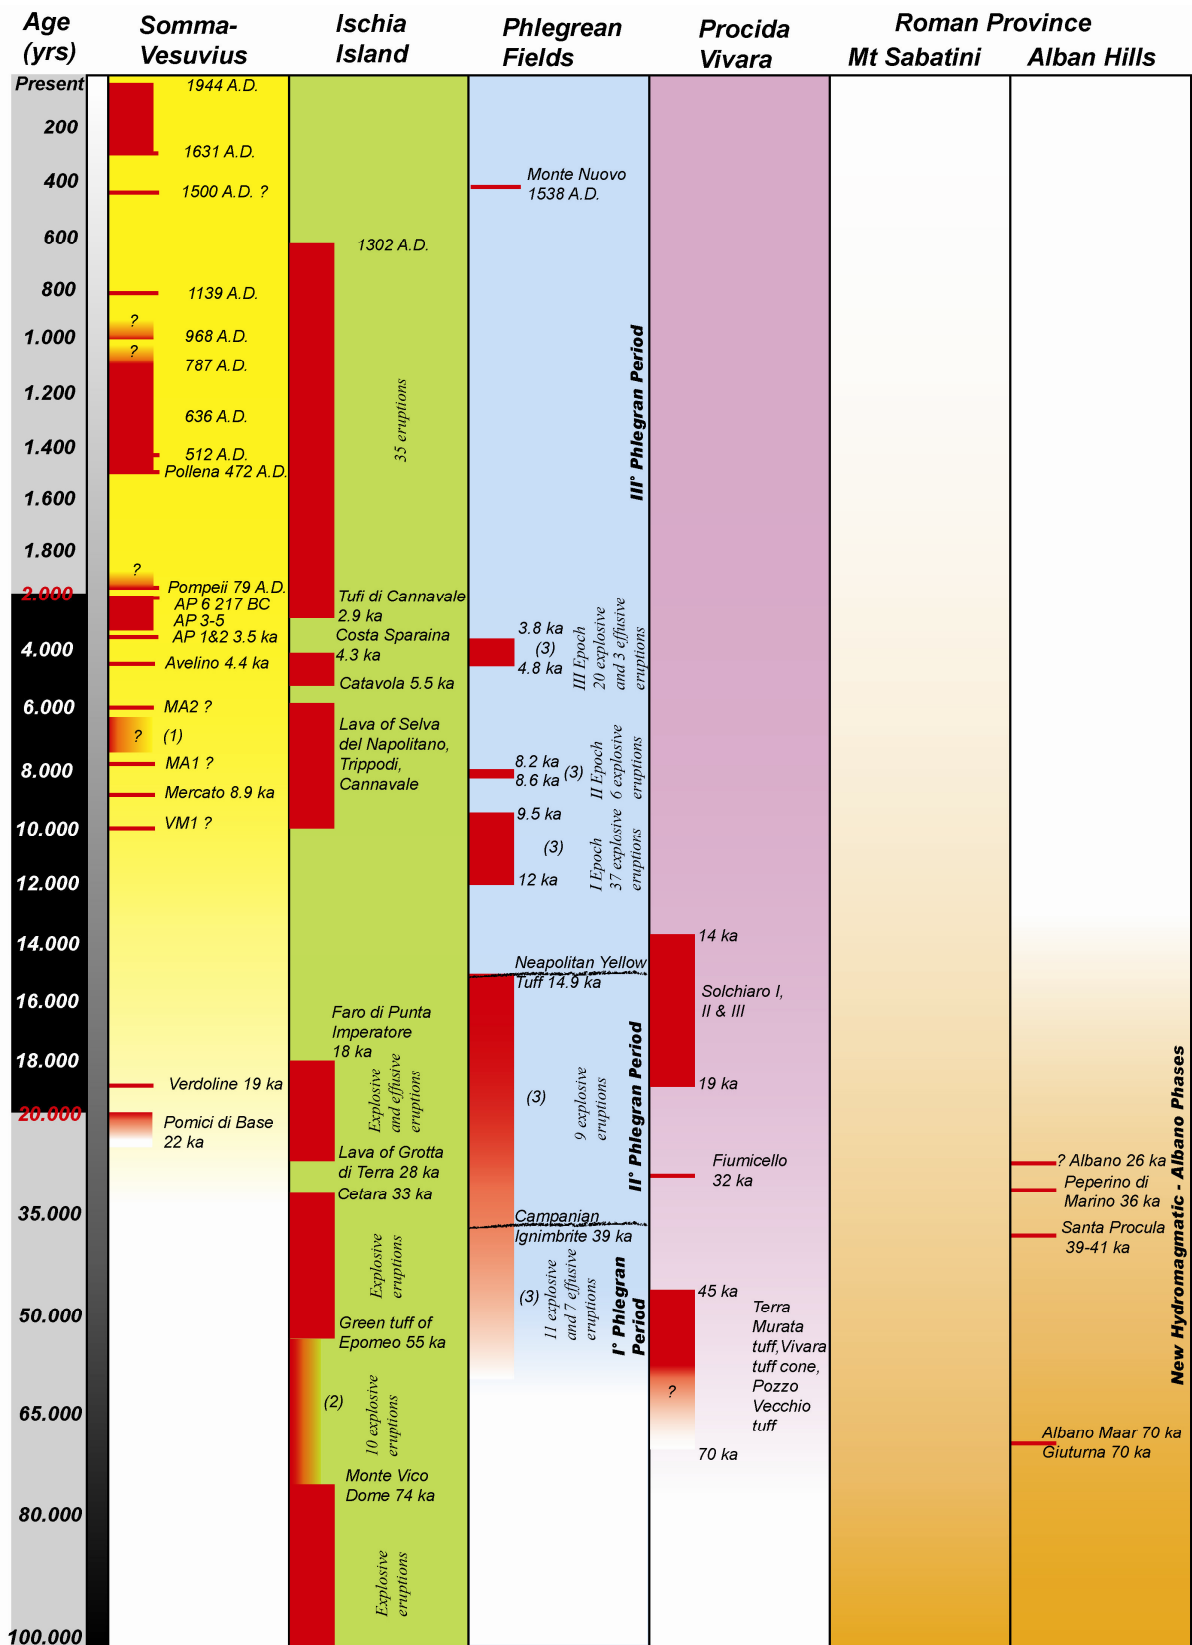 Age
(yrs)
Somma-
Vesuvius
Ischia
Island
Phlegrean
Fields
Procida
Vivara
Roman Province
Mt Sabatini
Alban Hills
Present
200
400
600
800
1.000
1.200
1.400
1.600
1.800
2.000
4.000
6.000
8.000
10.000
12.000
14.000
16.000
18.000
20.000
35.000
50.000
65.000
80.000
100.000
1944 A.D.
1631 A.D.
1500 A.D. ?
1139 A.D.
?
968 A.D.
?
787 A.D.
636 A.D.
512 A.D.
Pollena 472 A.D.
?
Pompeii 79 A.D.
AP 6 217 BC
AP 3-5
AP 1&2 3.5 ka
Avelino 4.4 ka
MA2 ?
? (1)
MA1 ?
Mercato 8.9 ka
VM1 ?
Verdoline 19 ka
Pomici di Base
22 ka
1302 A.D.
35 eruptions
Tufi di Cannavale
2.9 ka
Costa Sparaina
4.3 ka
Catavola 5.5 ka
Lava of Selva
del Napolitano,
Trippodi,
Cannavale
Faro di Punta
Imperatore
18 ka
Explosive
and effusive
eruptions
Lava of Grotta
di Terra 28 ka
Cetara 33 ka
Explosive
eruptions
Green tuff of
Epomeo 55 ka
(2)
10 explosive
eruptions
Monte Vico
Dome 74 ka
Explosive
eruptions
Monte Nuovo
1538 A.D.
III° Phlegran Period
3.8 ka
(3)
4.8 ka
III Epoch
20 explosive
and 3 effusive
eruptions
8.2 ka
8.6 ka
(3)
II Epoch
6 explosive
eruptions
9.5 ka
(3)
12 ka
I Epoch
37 explosive
eruptions
Neapolitan Yellow
Tuff 14.9 ka
(3)
9 explosive
eruptions
II° Phlegran Period
Campanian
Ignimbrite 39 ka
(3)
11 explosive
and 7 effusive
eruptions
I° Phlegran
Period
14 ka
Solchiaro I,
II & III
19 ka
Fiumicello
32 ka
45 ka
Terra
Murata
tuff,Vivara
tuff cone,
Pozzo
Vecchio
tuff
?
70 ka
? Albano 26 ka
Peperino di
Marino 36 ka
Santa Procula
39-41 ka
Albano Maar 70 ka
Giuturna 70 ka
New Hydromagmatic - Albano Phases